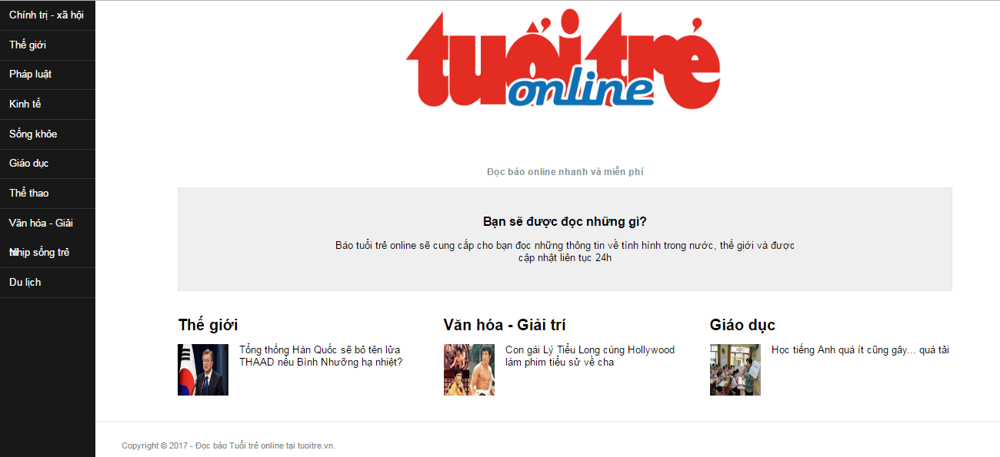 Chính trị - xã hội
Thế giới
Pháp luật
Kinh tế
Sống khỏe
Giáo dục
Thể thao
Văn hóa - Giải
Nhịp sống trẻ
Du lịch
tuổi trẻ
online
Đọc báo online nhanh và miễn phí
Bạn sẽ được đọc những gì?
Báo tuổi trẻ online sẽ cung cấp cho bạn đọc những thông tin về tình hình trong nước, thế giới và được
cập nhật liên tục 24h
Thế giới
Tổng thống Hàn Quốc sẽ bỏ tên lửa
THAAD nếu Bình Nhưỡng hạ nhiệt?
Văn hóa - Giải trí
Con gái Lý Tiểu Long cùng Hollywood
làm phim tiểu sử về cha
Giáo dục
Học tiếng Anh quá ít cũng gây... quá tải
Copyright © 2017 - Đọc báo Tuổi trẻ online tại tuoitre.vn.